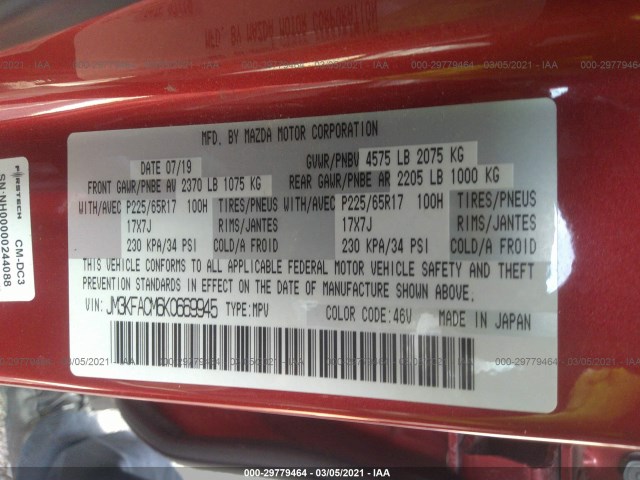 000-29779464 | 03/05/2021 | IAA
MFG. BY MAZDA MOTOR CORPORATION
DATE 07/19
GVWR/PNBV 4575 LB 2075 KG
FRONT GAWR/PNBE AV 2370 LB 1075 KG
REAR GAWR/PNBE AR 2205 LB 1000 KG
WITH/AVEC P225/65R17 100H TIRES/PNEUS
17X7J RIMS/JANTES
230 KPA/34 PSI COLD/A FROID
WITH/AVEC P225/65R17 100H TIRES/PNEUS
17X7J RIMS/JANTES
230 KPA/34 PSI COLD/A FROID
THIS VEHICLE CONFORMS TO ALL APPLICABLE FEDERAL MOTOR VEHICLE SAFETY AND THEFT
PREVENTION STANDARDS IN EFFECT ON THE DATE OF MANUFACTURE SHOWN ABOVE.
VIN: JM3KFACM6K0669945 TYPE:MPV COLOR CODE:46V MADE IN JAPAN
FIRSTECH CM-DC3
SN:NH00000244088
000-29779464 | 03/05/2021 | IAA